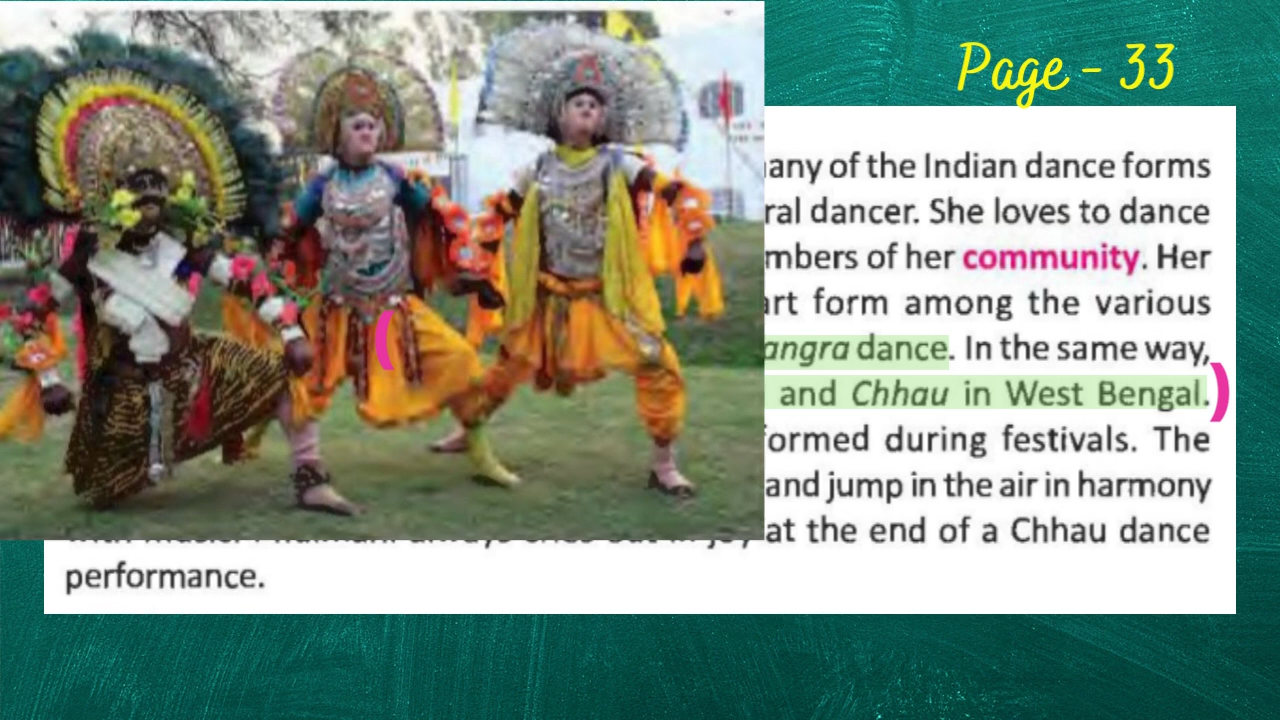 Page - 33
any of the Indian dance forms
ral dancer. She loves to dance
mbers of her community. Her
art form among the various
angra dance. In the same way,
and Chhau in West Bengal.
formed during festivals. The
and jump in the air in harmony
at the end of a Chhau dance
performance.